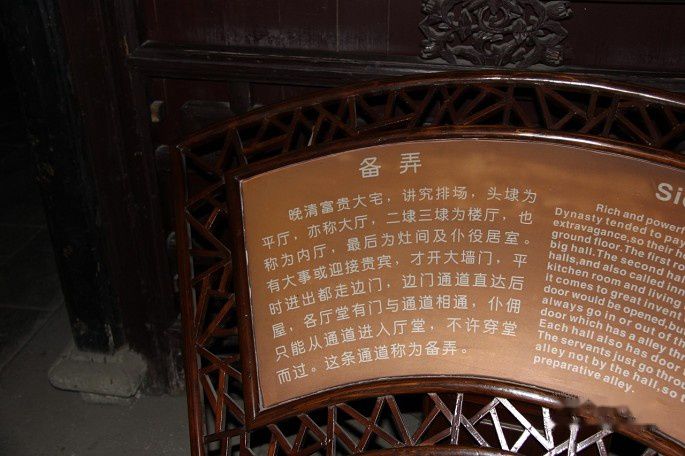 备弄
晚清富贵大宅，讲究排场，头埭为
平厅，亦称大厅，二埭三埭为楼厅，也
称为内厅，最后为灶间及仆役居室。
有大事或迎接贵宾，才开大墙门，平
时进出都走边门，边门通道直达后
屋，各厅堂有门与通道相通，仆佣
只能从通道进入厅堂，不许穿堂
而过。这条通道称为备弄。
Rich and powerf
Dynasty tended to pay
extravagance,so their h
ground floor.The first ro
big hall.The second ha
halls,and also called in
kitchen room and living
it comes to great invent
door would be opened,but
always go in or out of th
door which has a alley thr
Each hall also has door
The servants just go throu
alley not by the hall,so t
preparative alley.